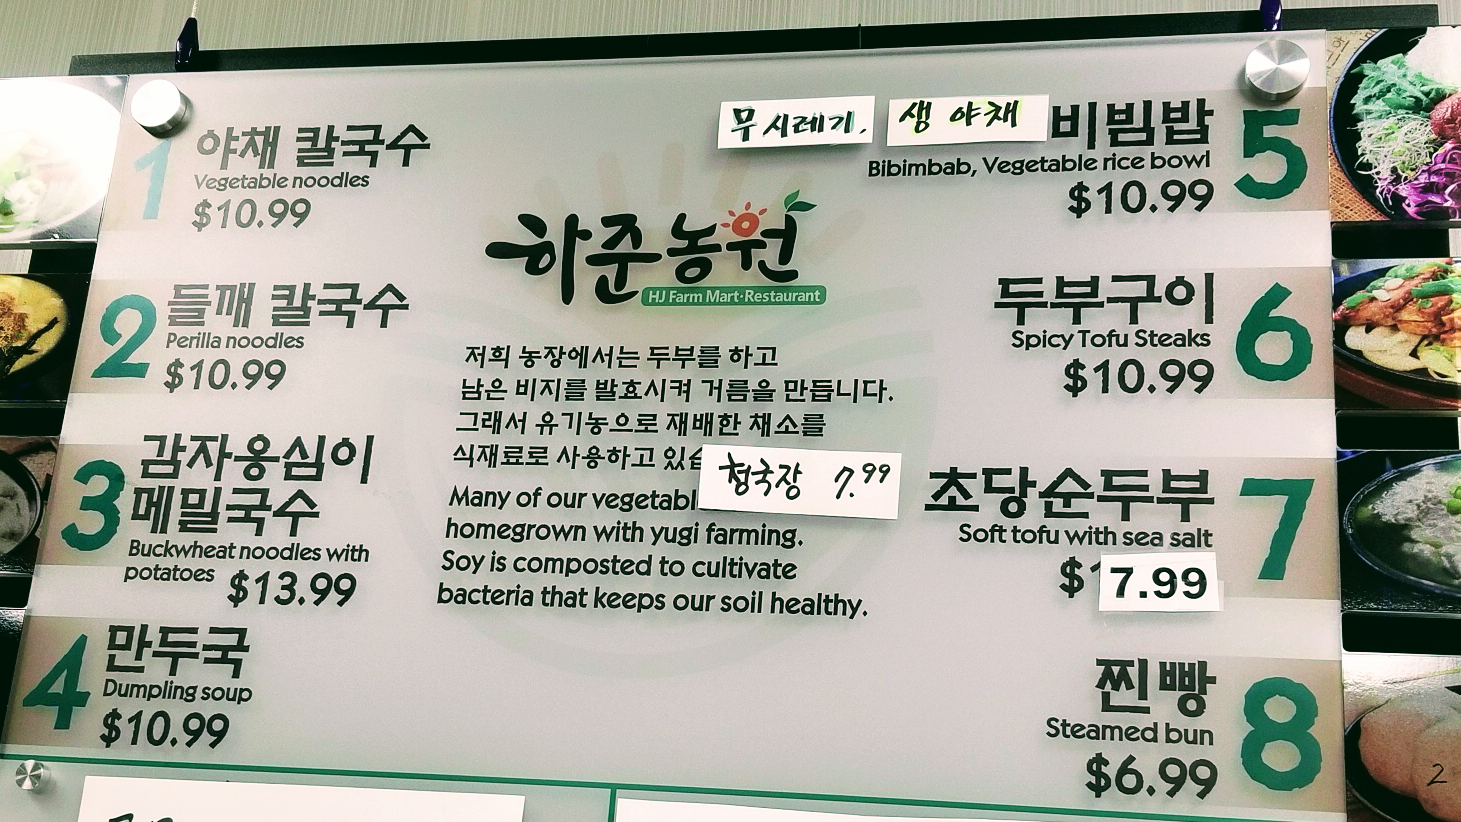 1
야채 칼국수
Vegetable noodles
$10.99
2
들깨 칼국수
Perilla noodles
$10.99
3
감자옹심이
메밀국수
Buckwheat noodles with
potatoes $13.99
4
만두국
Dumpling soup
$10.99
하준농원
HJ Farm Mart·Restaurant
저희 농장에서는 두부를 하고
남은 비지를 발효시켜 거름을 만듭니다.
그래서 유기농으로 재배한 채소를
식재료로 사용하고
청국장 7.99
Many of our
homegrown with yugi farming.
Soy is composted to cultivate
bacteria that keeps our soil healthy.
무시레기, 생 야채 비빔밥
5
Bibimbab, Vegetable rice bowl
$10.99
두부구이
6
Spicy Tofu Steaks
$10.99
초당순두부
7
Soft tofu with sea salt
$ 7.99
찐빵
8
Steamed bun
$6.99
2